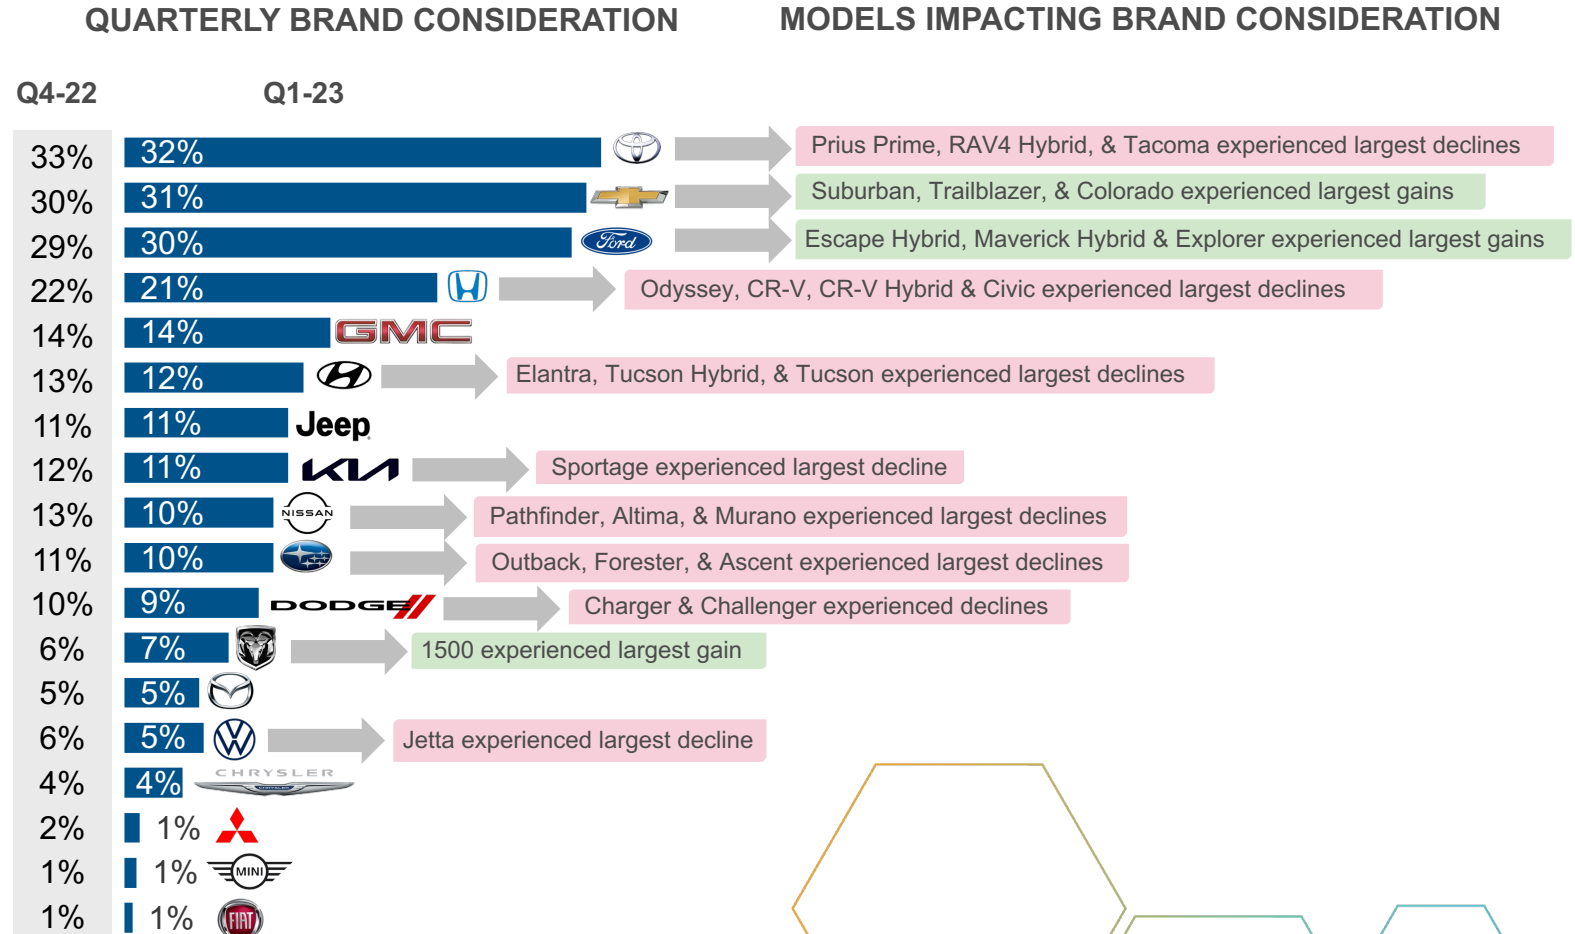 QUARTERLY BRAND CONSIDERATION
MODELS IMPACTING BRAND CONSIDERATION
Q4-22 Q1-23
33% 32% Prius Prime, RAV4 Hybrid, & Tacoma experienced largest declines
30% 31% Suburban, Trailblazer, & Colorado experienced largest gains
29% 30% Ford Escape Hybrid, Maverick Hybrid & Explorer experienced largest gains
22% 21% Odyssey, CR-V, CR-V Hybrid & Civic experienced largest declines
14% 14% GMC
13% 12% Elantra, Tucson Hybrid, & Tucson experienced largest declines
11% 11% Jeep
12% 11% KIA Sportage experienced largest decline
13% 10% NISSAN Pathfinder, Altima, & Murano experienced largest declines
11% 10% Outback, Forester, & Ascent experienced largest declines
10% 9% DODGE Charger & Challenger experienced declines
6% 7% 1500 experienced largest gain
5% 5%
6% 5% Jetta experienced largest decline
4% 4% CHRYSLER CHRYSLER
2% 1%
1% 1% MINI
1% 1% FIAT